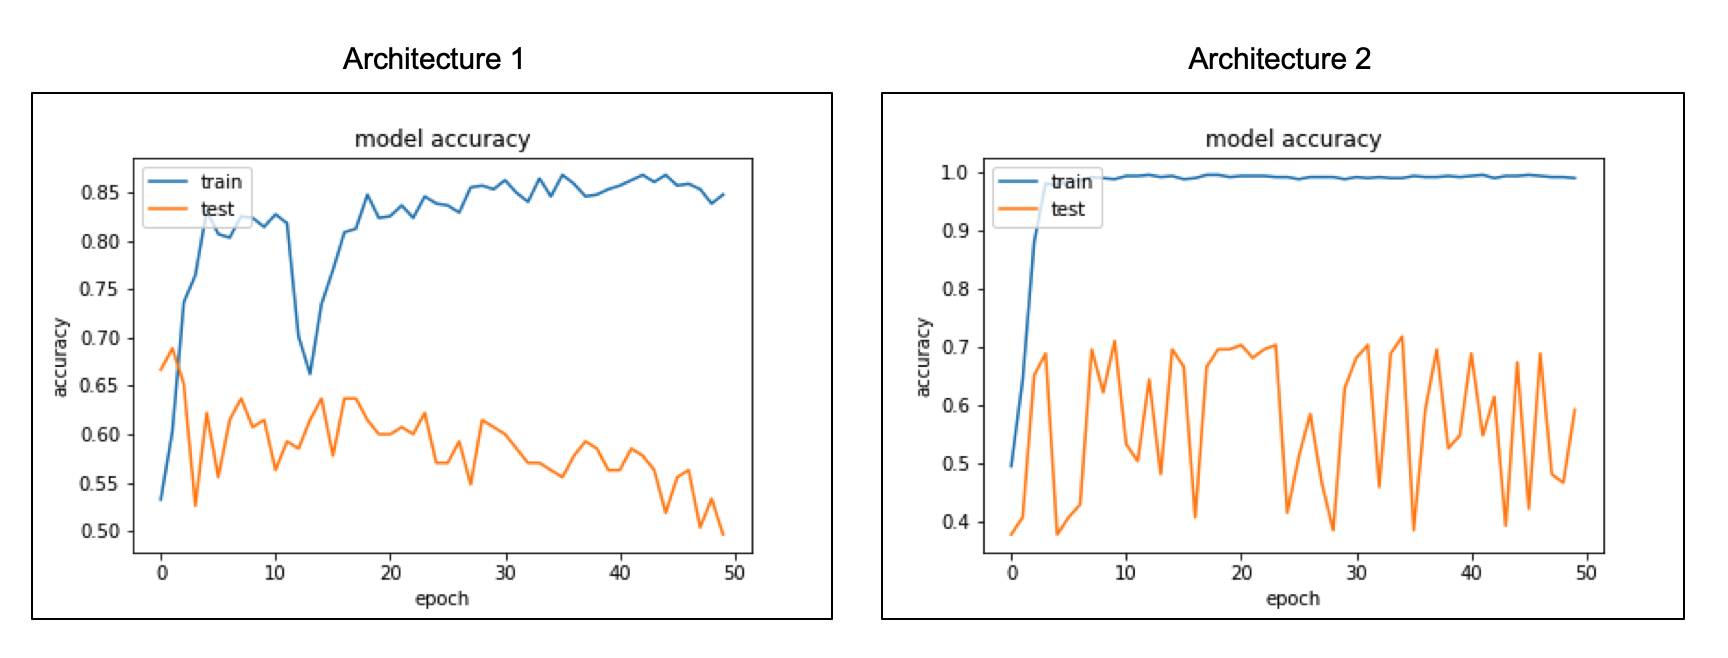 Architecture 1
model accuracy
train
test
0.85
0.80
0.75
0.70
0.65
0.60
0.55
0.50
accuracy
0 10 20 30 40 50
epoch
Architecture 2
model accuracy
train
test
1.0
0.9
0.8
0.7
0.6
0.5
0.4
accuracy
0 10 20 30 40 50
epoch